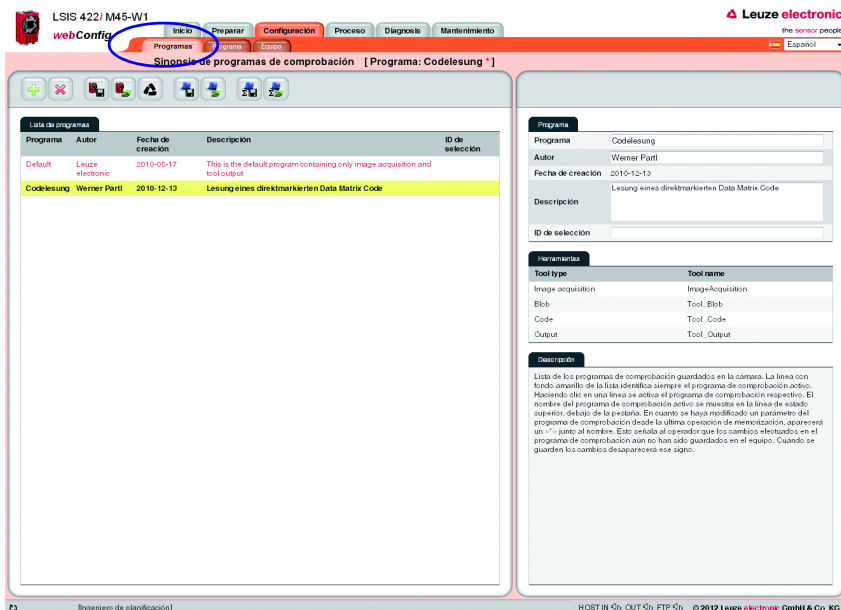 LSIS 422i M45-W1
webConfig
Leuze electronic
the sensor people
Inicio Preparar Configuración Proceso Diagnosis Mantenimiento
Programas Programa Equipo
Español
Sinopsis de programas de comprobación [ Programa: Codelesung * ]
Lista de programas
Programa Autor Fecha de creación Descripción ID de selección
Default Leuze electronic 2010-05-17 This is the default program containing only image acquisition and tool output
Codelesung Werner Partl 2010-12-13 Lesung eines direktmarkierten Data Matrix Code
Programa
Programa Codelesung
Autor Werner Partl
Fecha de creación 2010-12-13
Descripción Lesung eines direktmarkierten Data Matrix Code
ID de selección
Herramientas
Tool type Tool name
Image acquisition ImageAcquisition
Blob Tool_Blob
Code Tool_Code
Output Tool_Output
Descripción
Lista de los programas de comprobación guardados en la cámara. La línea con
fondo amarillo de la lista identifica siempre el programa de comprobación activo.
Haciendo clic en una línea se activa el programa de comprobación respectivo. El
nombre del programa de comprobación activo se muestra en la línea de estado
superior, debajo de la pestaña. En cuanto se haya modificado un parámetro del
programa de comprobación desde la última operación de memorización, aparecerá
un «*» junto al nombre. Esto señala al operador que los cambios efectuados en el
programa de comprobación aún no han sido guardados en el equipo. Cuando se
guarden los cambios desaparecerá ese signo.
[Ingeniero de planificación]
HOST IN OUT FTP © 2012 Leuze electronic GmbH & Co. KG